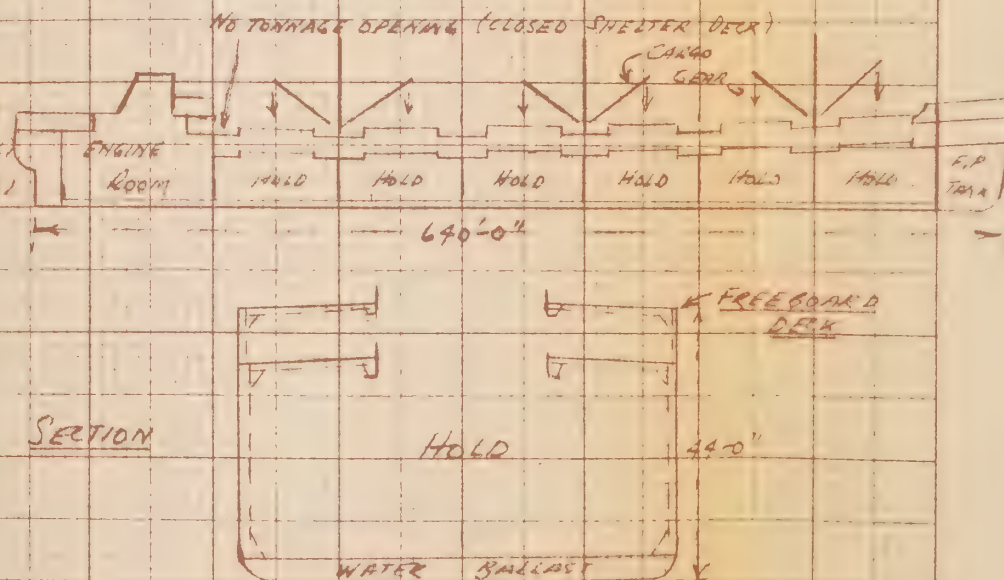 NO TONNAGE OPENING (CLOSED SHELTER DECK)
CARGO
GEAR
ENGINE
ROOM
HOLD HOLD HOLD HOLD HOLD HOLD
F.P
TANK
640'-0"
FREEBOARD
DECK
SECTION
HOLD
44-0"
WATER BALLAST